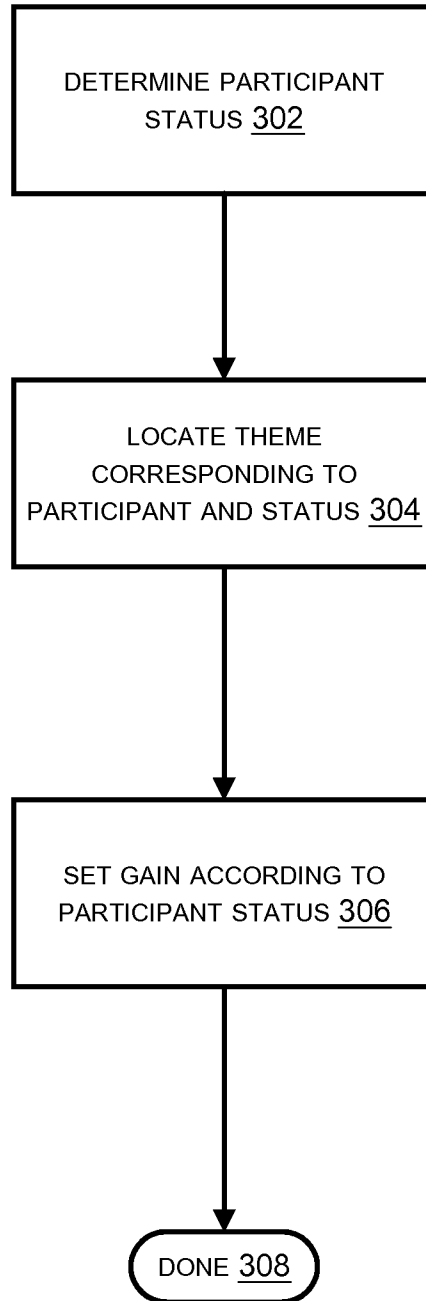 DETERMINE PARTICIPANT
STATUS 302
LOCATE THEME
CORRESPONDING TO
PARTICIPANT AND STATUS 304
SET GAIN ACCORDING TO
PARTICIPANT STATUS 306
DONE 308